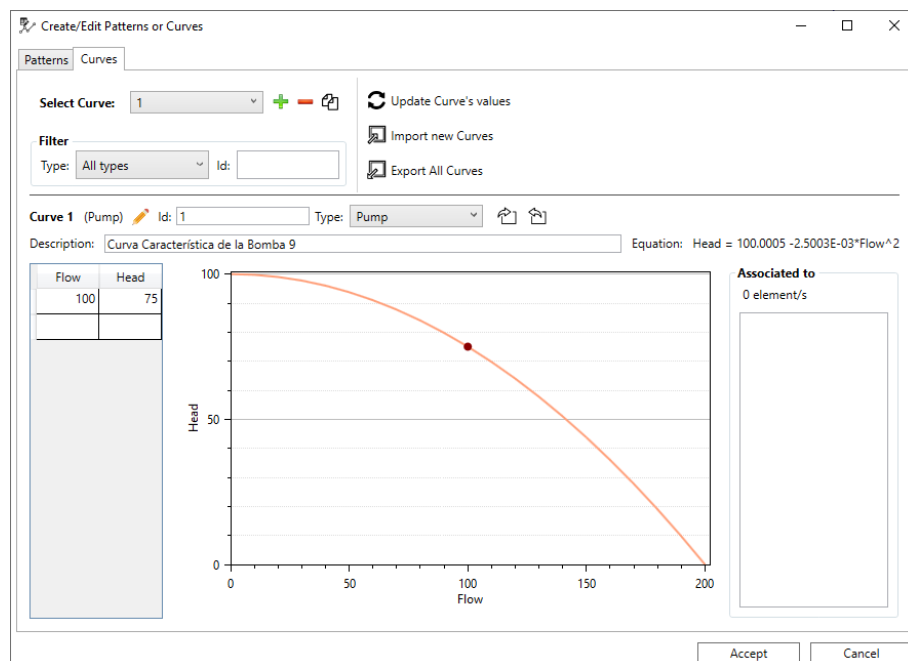 Create/Edit Patterns or Curves
Patterns Curves
Select Curve: 1
Update Curve's values
Filter
Import new Curves
Type: All types Id:
Export All Curves
Curve 1 (Pump) Id: 1 Type: Pump
Description: Curva Característica de la Bomba 9 Equation: Head = 100.0005 -2.5003E-03*Flow^2
Flow Head
100 75
100
50
0
Head
0 50 100 150 200
Flow
Associated to
0 element/s
Accept Cancel